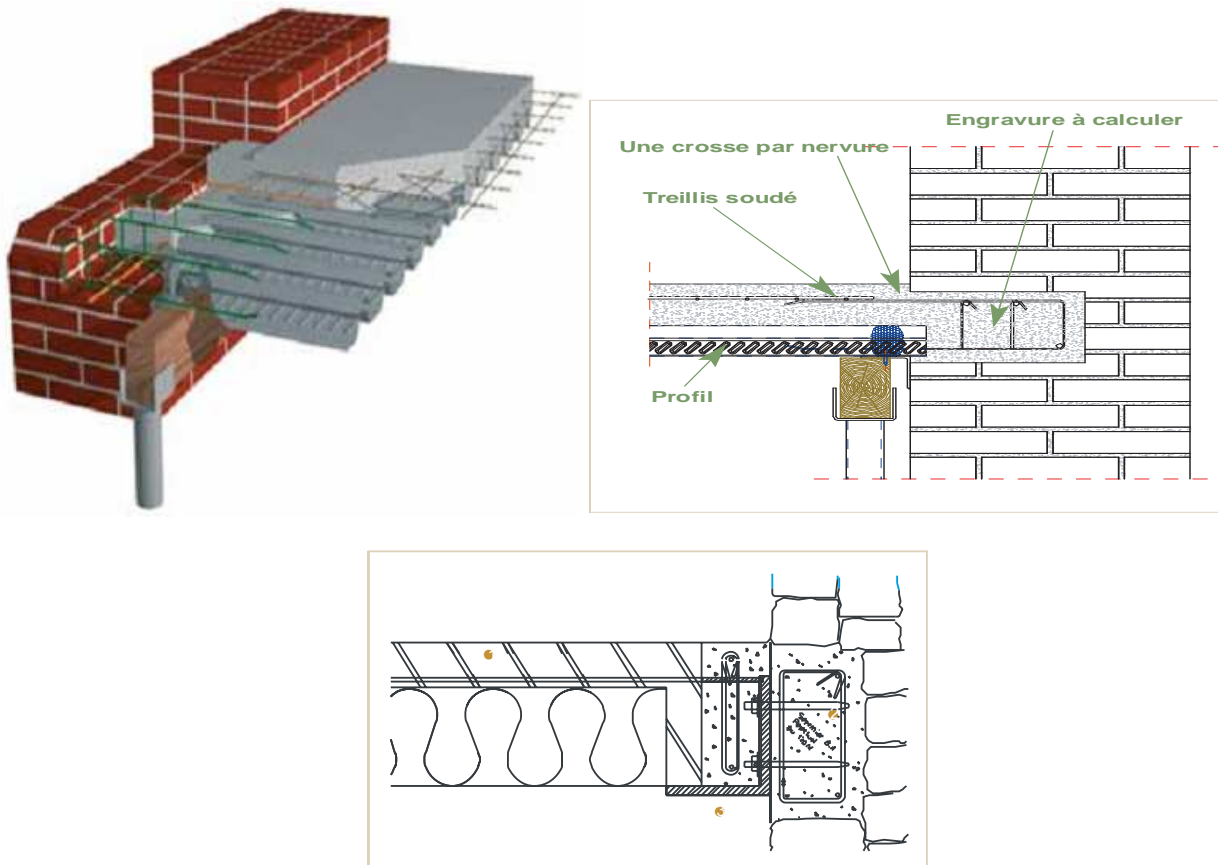 Engravure à calculer
Une crosse par nervure
Treillis soudé
Profil